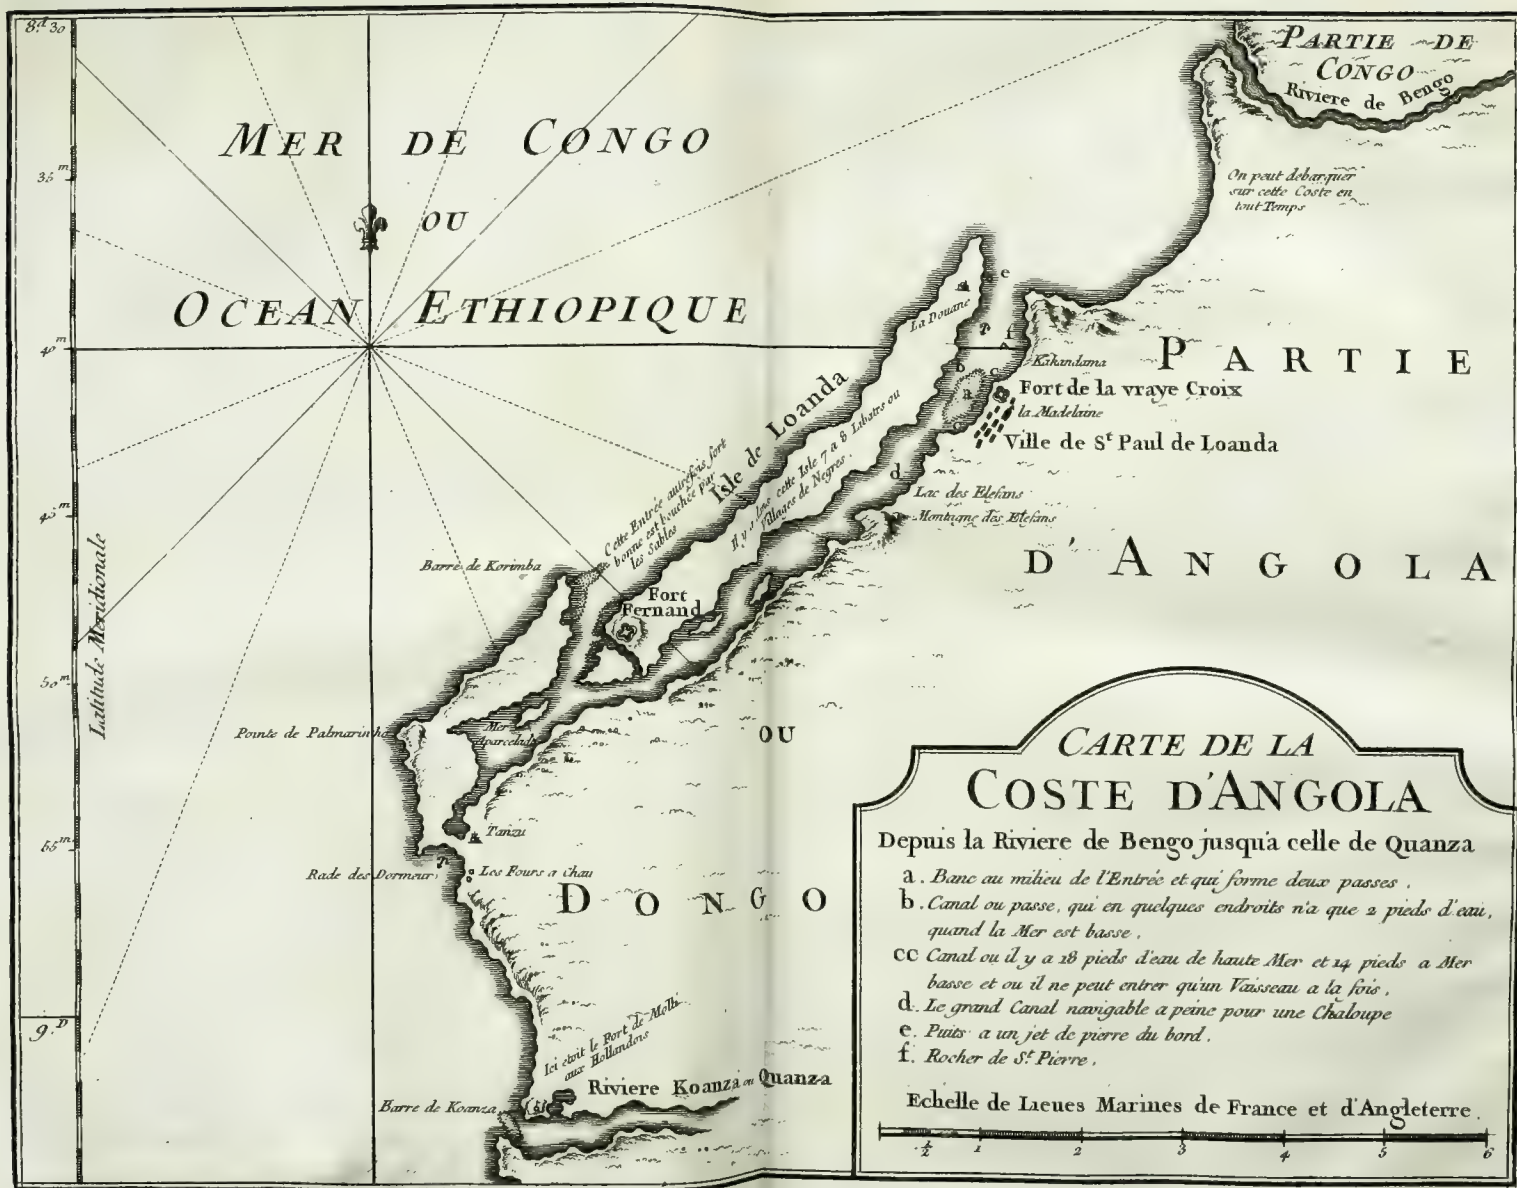 8.d 30
35.m
40.m
45.m
50.m
55.m
9.D
Latitude Meridionale
MER DE CONGO
OU
OCEAN ETHIOPIQUE
PARTIE DE
CONGO
Riviere de Bengo
On peut debarquer
sur cette Coste en
tout Temps
e
La Douane
f
Kakandama
b
c
a
c
d
PARTIE
Fort de la vraye Croix
la Madelaine
Ville de St Paul de Loanda
Lac des Elefans
Montagne des Elefans
D'ANGOLA
Isle de Loanda
Il y a dans cette Isle 7 a 8 Libatts ou
Villages de Negres.
Cette Entrée autrefois fort
bonne est bouchée par
les Sables
Barre de Korimba
Fort
Fernand
Pointe de Palmarinha
Mer
Aparcelada
OU
Tanzu
Rade des Dormeurs
Les Fours a Chau
DONGO
Ici etoit le Fort de Molls
aux Hollandois
Riviere Koanza ou Quanza
Barre de Koanza
CARTE DE LA
COSTE D'ANGOLA
Depuis la Riviere de Bengo jusqu'a celle de Quanza
a. Banc au milieu de l'Entrée et qui forme deux passes.
b. Canal ou passe, qui en quelques endroits n'a que 2 pieds d'eau,
quand la Mer est basse.
cc Canal ou il y a 18 pieds d'eau de haute Mer et 14 pieds a Mer
basse et ou il ne peut entrer qu'un Vaisseau a la fois.
d. Le grand Canal navigable a peine pour une Chaloupe
e. Puits a un jet de pierre du bord.
f. Rocher de St. Pierre.
Echelle de Lieues Marines de France et d'Angleterre.
1/2 1 2 3 4 5 6